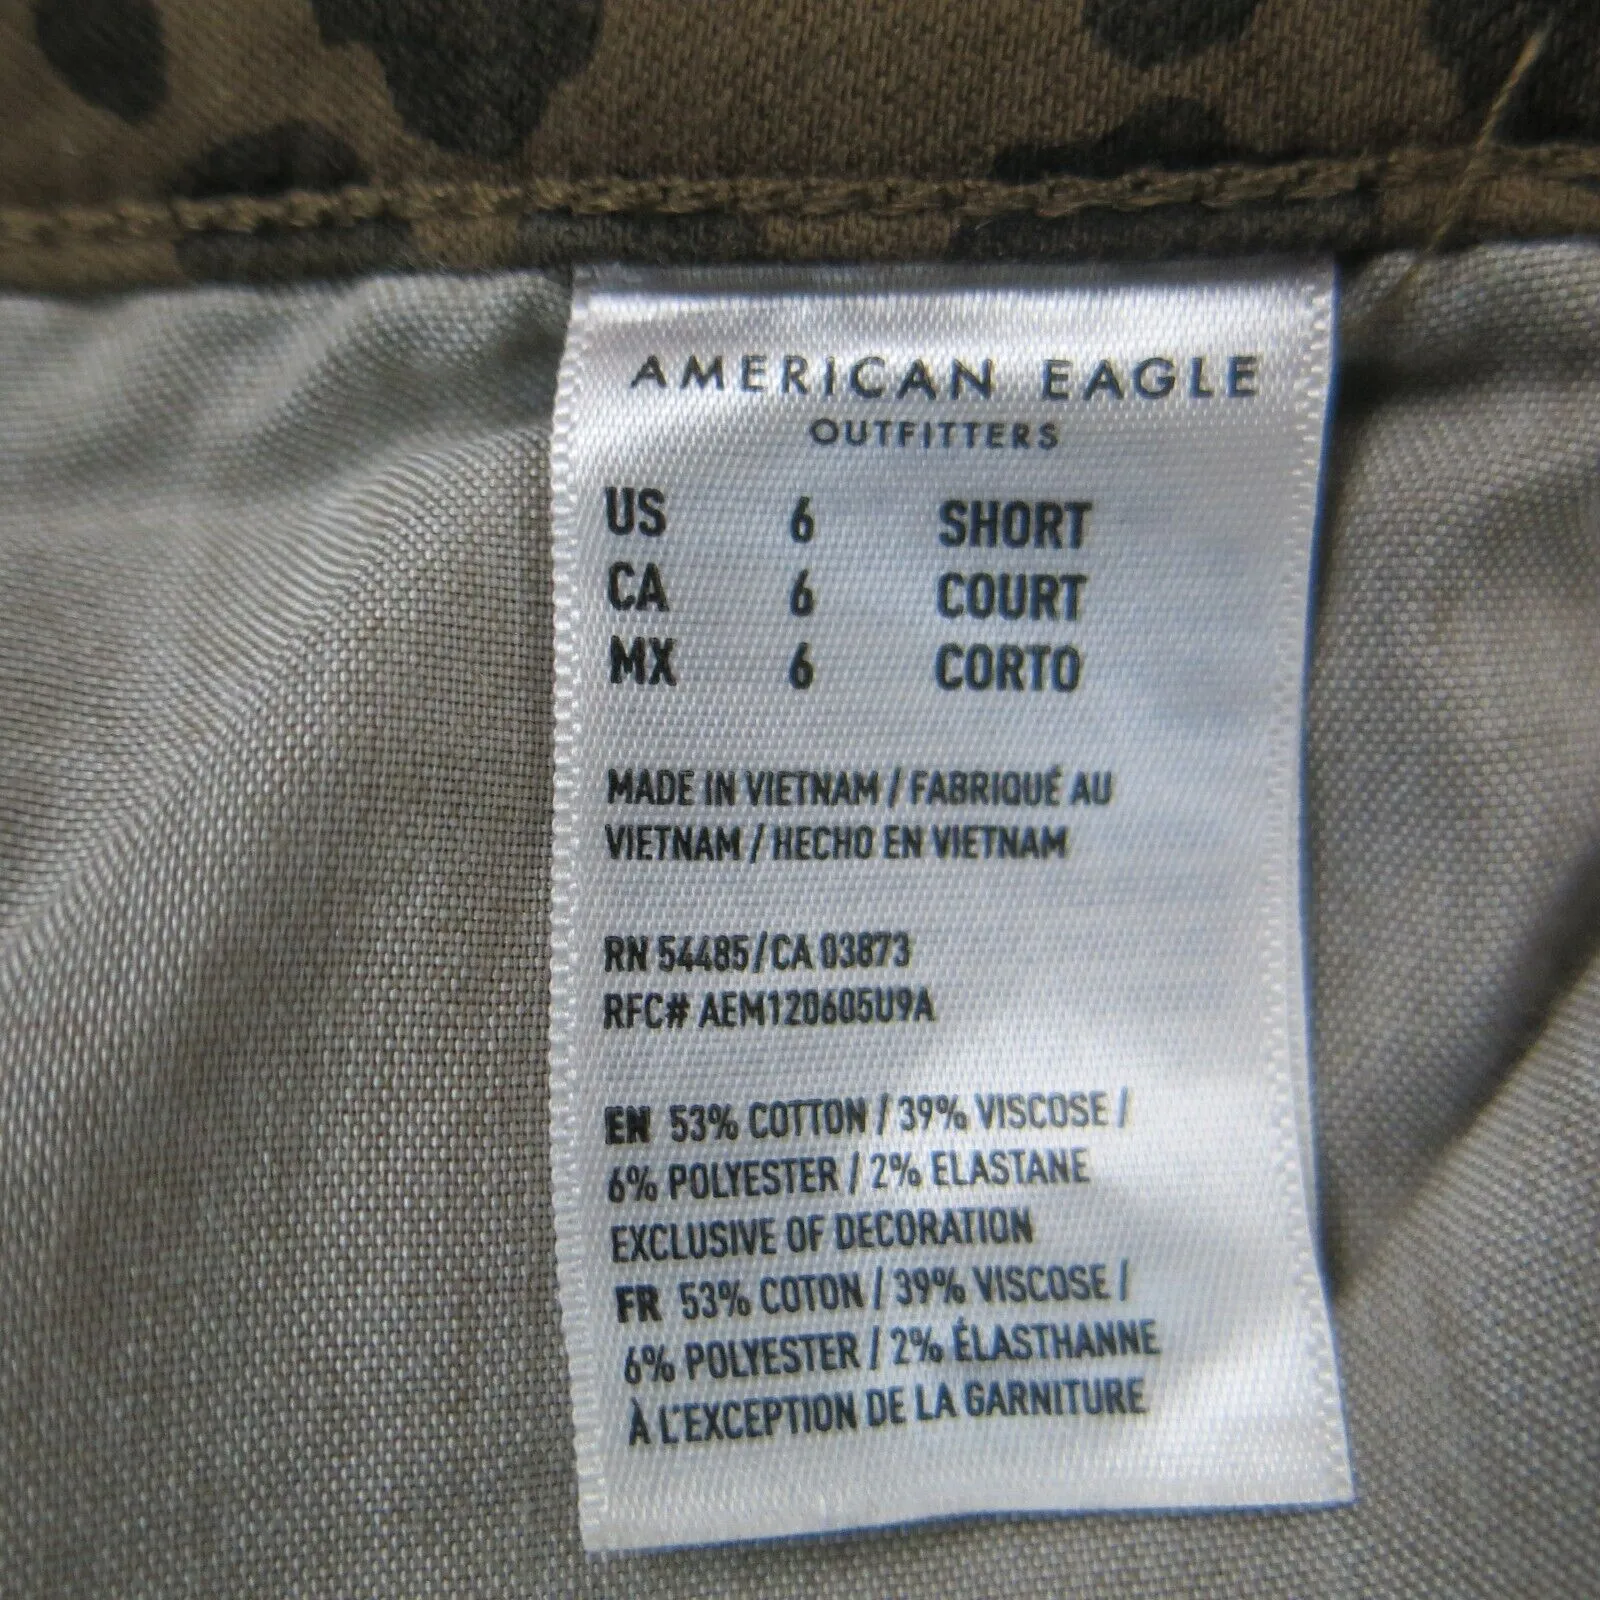 AMERICAN EAGLE
OUTFITTERS
US 6 SHORT
CA 6 COURT
MX 6 CORTO
MADE IN VIETNAM / FABRIQUÉ AU
VIETNAM / HECHO EN VIETNAM
RN 54485/CA 03873
RFC# AEM120605U9A
EN 53% COTTON / 39% VISCOSE /
6% POLYESTER / 2% ELASTANE
EXCLUSIVE OF DECORATION
FR 53% COTON / 39% VISCOSE /
6% POLYESTER / 2% ÉLASTHANNE
À L'EXCEPTION DE LA GARNITURE